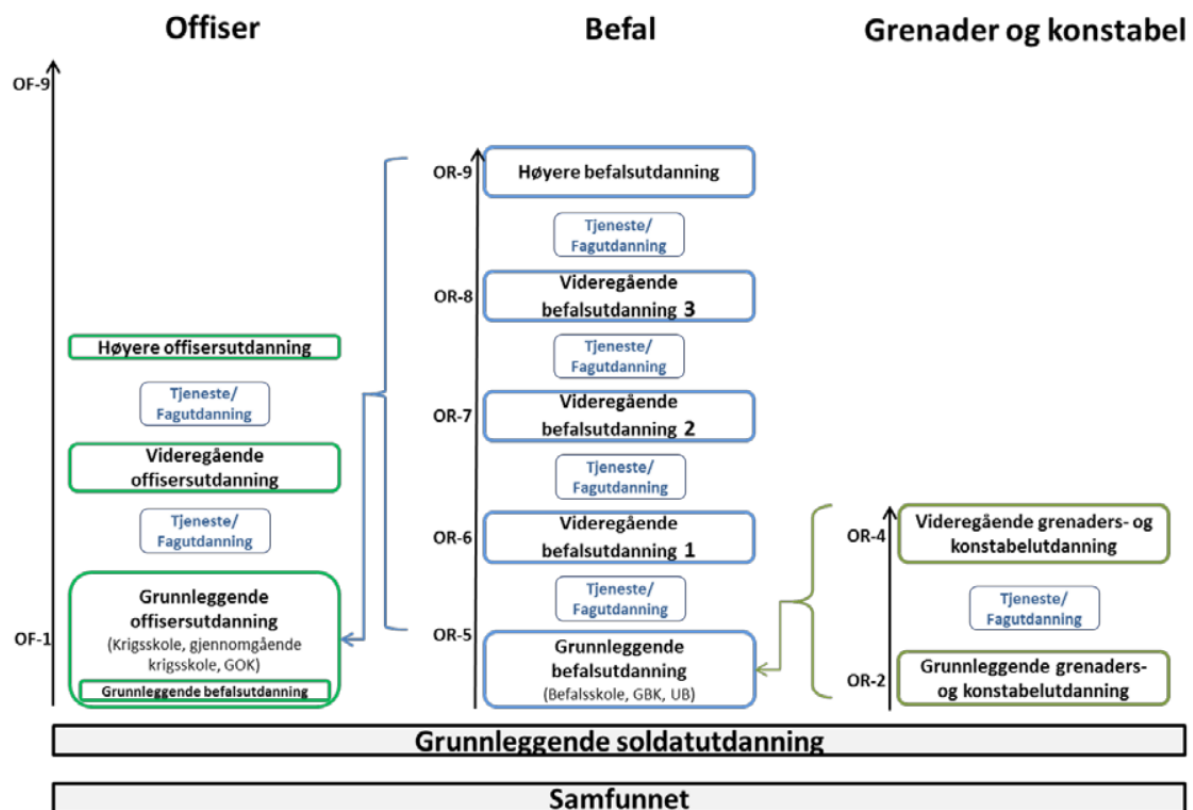 Offiser
OF-9
Høyere offisersutdanning
Tjeneste/
Fagutdanning
Videregående
offisersutdanning
Tjeneste/
Fagutdanning
OF-1
Grunnleggende
offisersutdanning
(Krigsskole, gjennomgående
krigsskole, GOK)
Grunnleggende befalsutdanning
Befal
OR-9
Høyere befalsutdanning
Tjeneste/
Fagutdanning
OR-8
Videregående
befalsutdanning 3
Tjeneste/
Fagutdanning
OR-7
Videregående
befalsutdanning 2
Tjeneste/
Fagutdanning
OR-6
Videregående
befalsutdanning 1
Tjeneste/
Fagutdanning
OR-5
Grunnleggende
befalsutdanning
(Befalsskole, GBK, UB)
Grenader og konstabel
OR-4
Videregående grenaders- og
konstabelutdanning
Tjeneste/
Fagutdanning
OR-2
Grunnleggende grenaders-
og konstabelutdanning
Grunnleggende soldatutdanning
Samfunnet